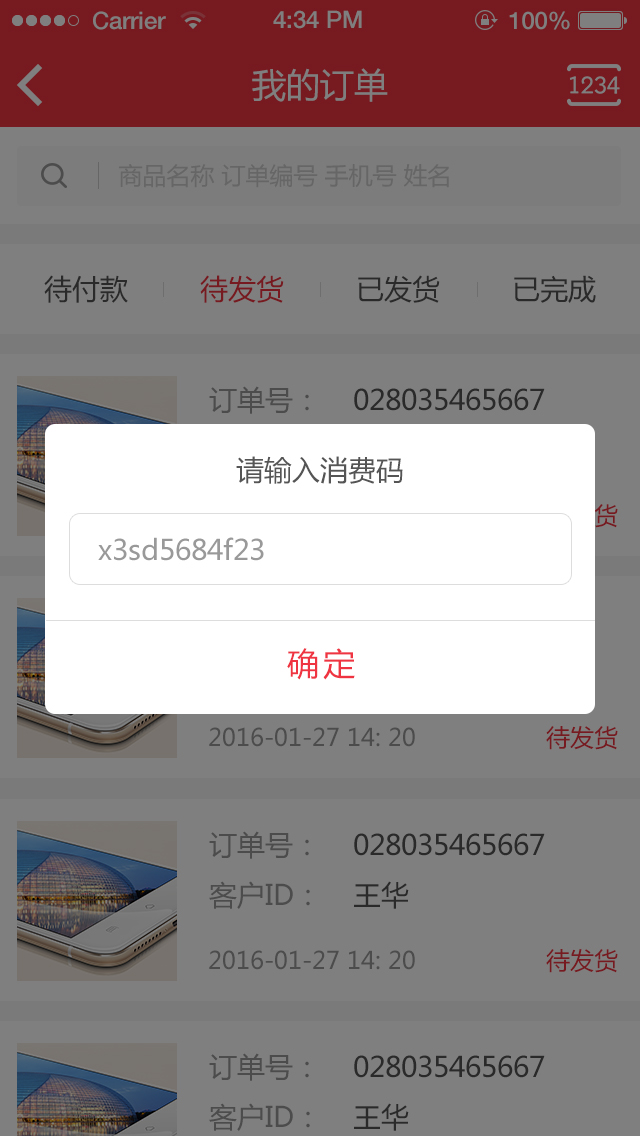 Carrier 4:34 PM 100%
我的订单 1234
商品名称 订单编号 手机号 姓名
待付款 待发货 已发货 已完成
订单号： 028035465667
请输入消费码
货
x3sd5684f23
确定
2016-01-27 14: 20 待发货
订单号： 028035465667
客户ID： 王华
2016-01-27 14: 20 待发货
订单号： 028035465667
客户ID： 王华